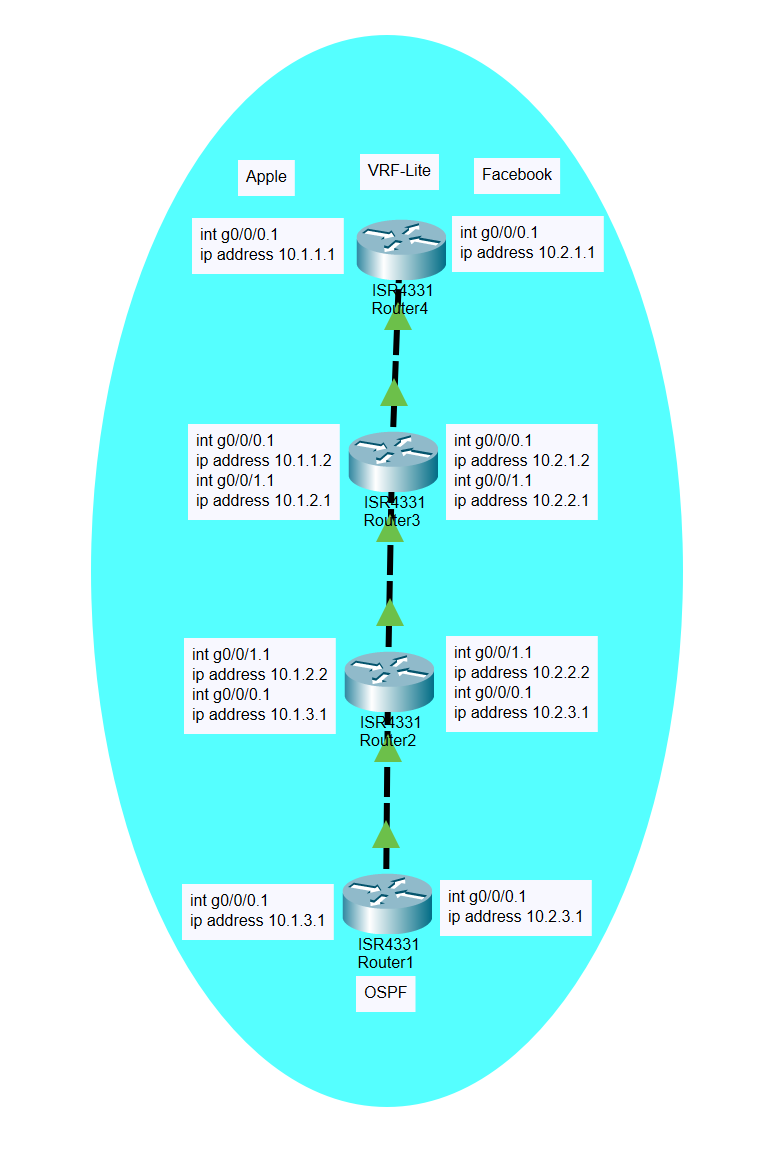 Apple
VRF-Lite
Facebook
int g0/0/0.1
ip address 10.1.1.1
int g0/0/0.1
ip address 10.2.1.1
ISR4331
Router4
int g0/0/0.1
ip address 10.1.1.2
int g0/0/1.1
ip address 10.1.2.1
int g0/0/0.1
ip address 10.2.1.2
int g0/0/1.1
ip address 10.2.2.1
ISR4331
Router3
int g0/0/1.1
ip address 10.1.2.2
int g0/0/0.1
ip address 10.1.3.1
int g0/0/1.1
ip address 10.2.2.2
int g0/0/0.1
ip address 10.2.3.1
ISR4331
Router2
int g0/0/0.1
ip address 10.1.3.1
int g0/0/0.1
ip address 10.2.3.1
ISR4331
Router1
OSPF